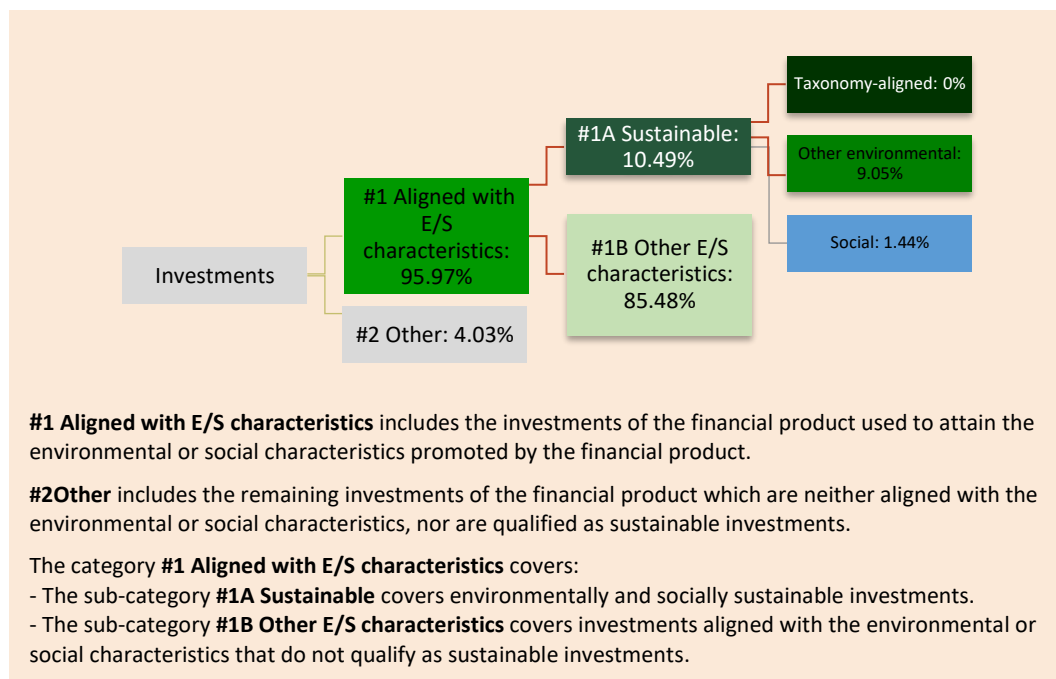 Taxonomy-aligned: 0%
#1A Sustainable:
10.49%
Other environmental:
9.05%
#1 Aligned with
E/S
characteristics:
95.97%
Social: 1.44%
#1B Other E/S
characteristics:
85.48%
Investments
#2 Other: 4.03%
#1 Aligned with E/S characteristics includes the investments of the financial product used to attain the
environmental or social characteristics promoted by the financial product.
#2Other includes the remaining investments of the financial product which are neither aligned with the
environmental or social characteristics, nor are qualified as sustainable investments.
The category #1 Aligned with E/S characteristics covers:
- The sub-category #1A Sustainable covers environmentally and socially sustainable investments.
- The sub-category #1B Other E/S characteristics covers investments aligned with the environmental or
social characteristics that do not qualify as sustainable investments.